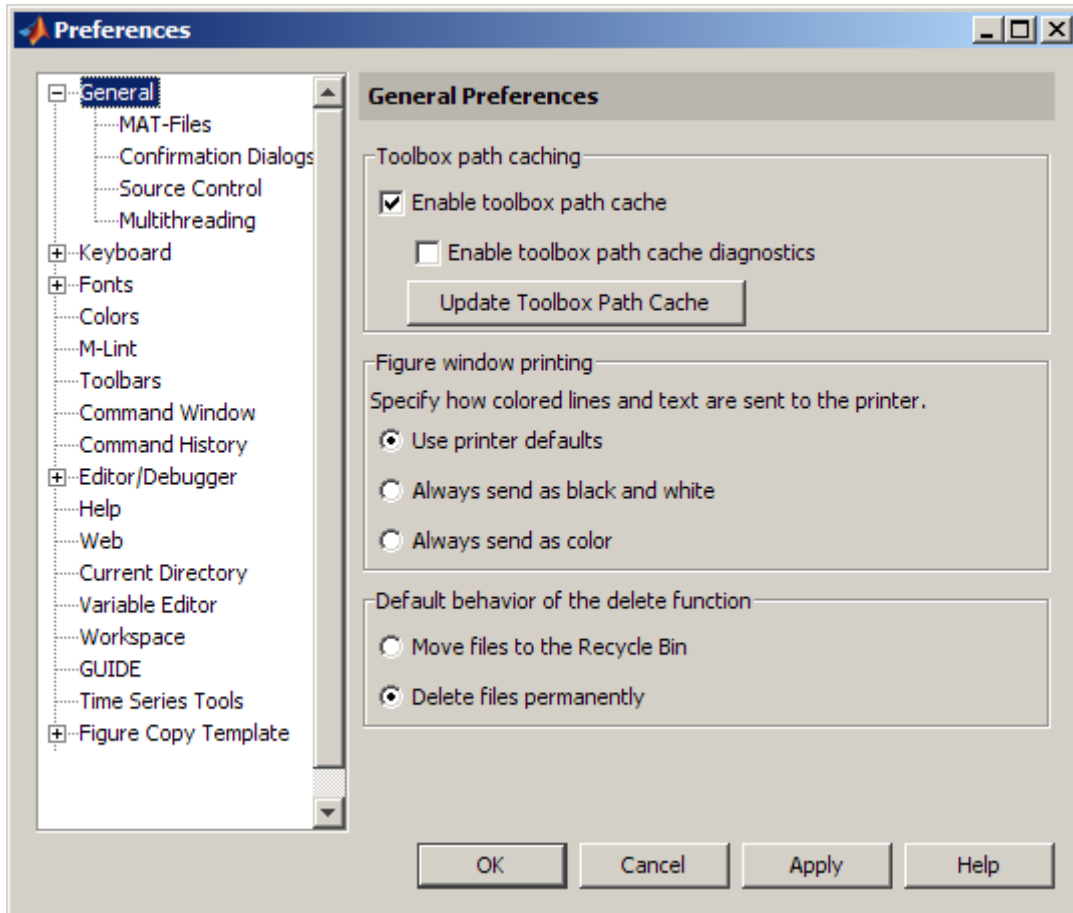 Preferences
General
MAT-Files
Confirmation Dialogs
Source Control
Multithreading
Keyboard
Fonts
Colors
M-Lint
Toolbars
Command Window
Command History
Editor/Debugger
Help
Web
Current Directory
Variable Editor
Workspace
GUIDE
Time Series Tools
Figure Copy Template
General Preferences
Toolbox path caching
Enable toolbox path cache
Enable toolbox path cache diagnostics
Update Toolbox Path Cache
Figure window printing
Specify how colored lines and text are sent to the printer.
Use printer defaults
Always send as black and white
Always send as color
Default behavior of the delete function
Move files to the Recycle Bin
Delete files permanently
OK
Cancel
Apply
Help